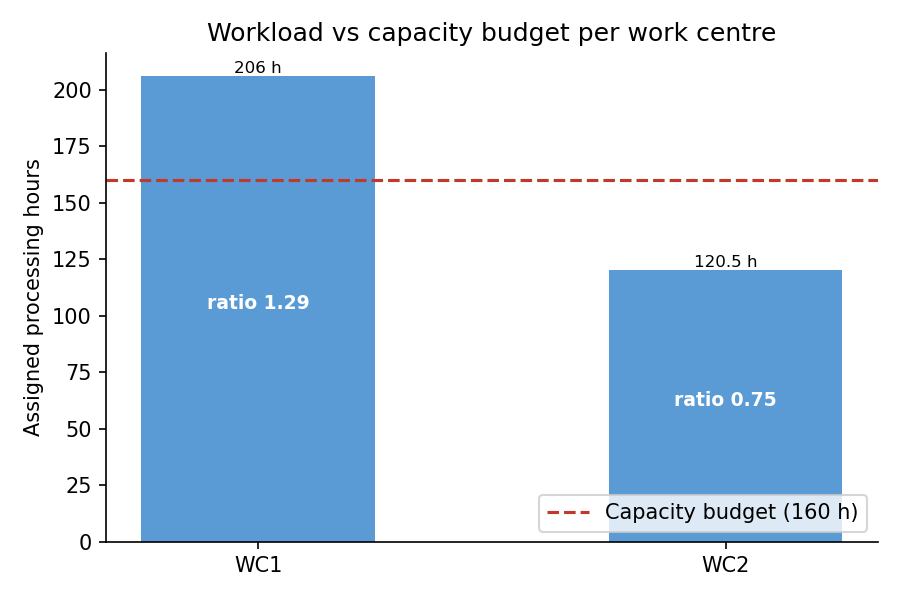 Workload vs capacity budget per work centre
Assigned processing hours
200
175
150
125
100
75
50
25
0
206 h
ratio 1.29
120.5 h
ratio 0.75
Capacity budget (160 h)
WC1
WC2